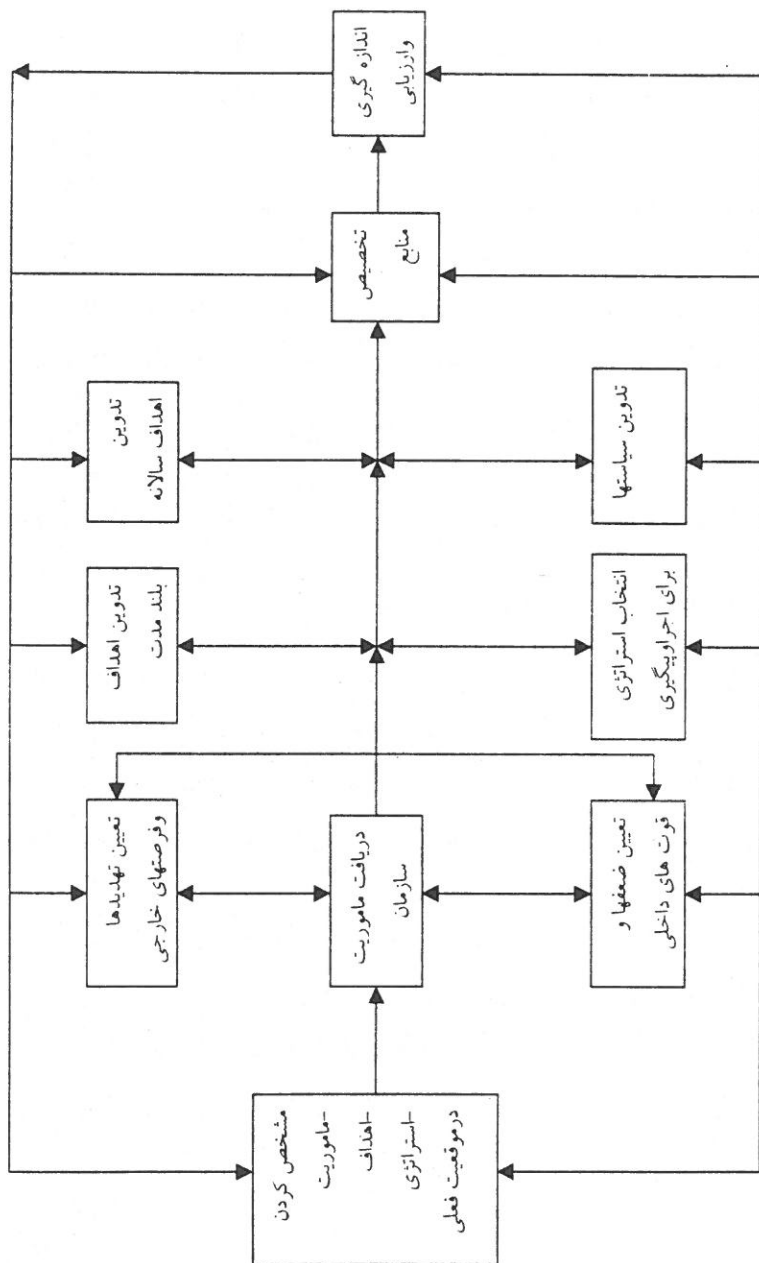 مشخص کردن
-ماموریت
-اهداف
-استراتژی
درموقعیت فعلی
تعیین تهدیدها
وفرصتهای خارجی
دریافت ماموریت
سازمان
تعیین ضعفها و
قوت های داخلی
تدوین اهداف
بلند مدت
انتخاب استراتژی
برای اجراوپیگیری
تدوین
اهداف سالانه
تدوین سیاستها
تخصیص
منابع
اندازه گیری
وارزیابی